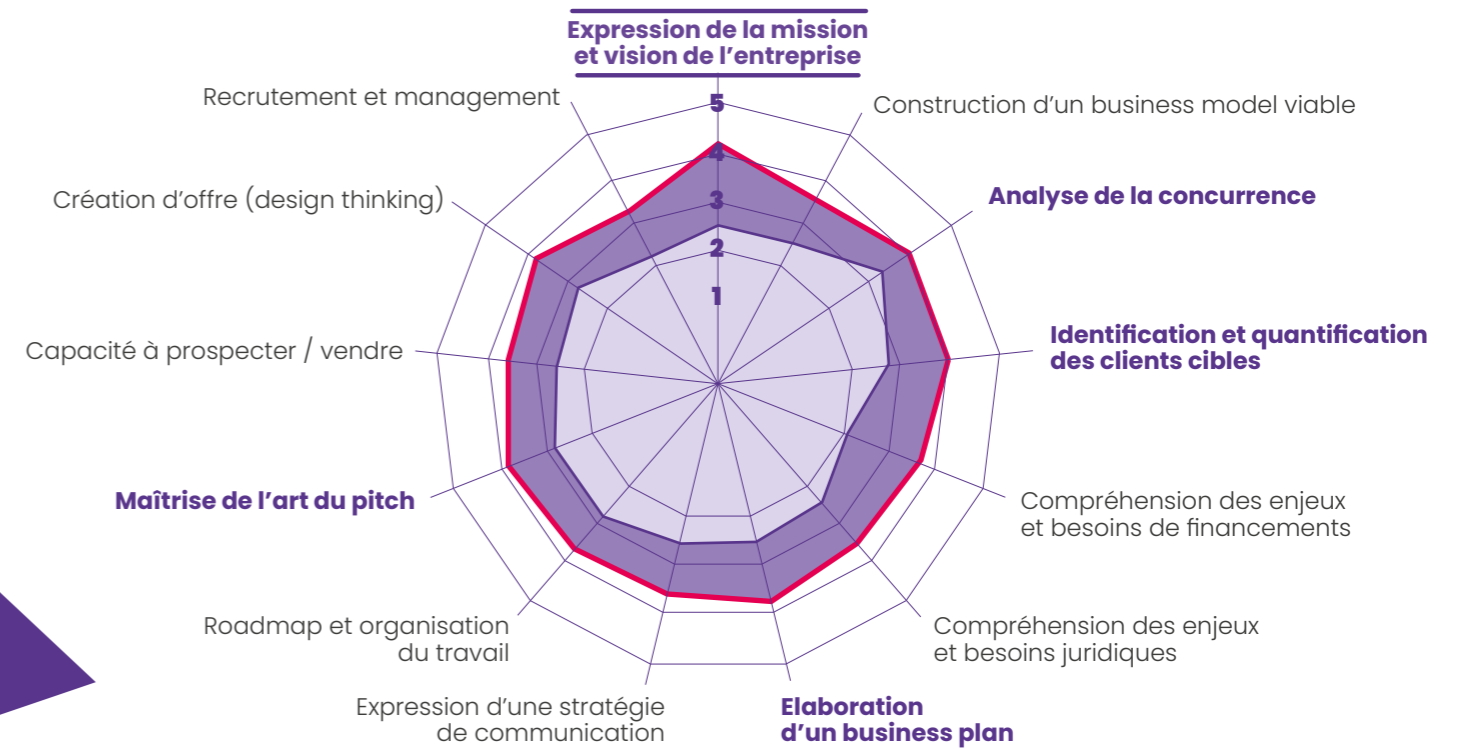 Expression de la mission
et vision de l’entreprise
Recrutement et management
5
Construction d’un business model viable
4
Création d’offre (design thinking)
3
Analyse de la concurrence
2
1
Capacité à prospecter / vendre
Identification et quantification
des clients cibles
Maîtrise de l’art du pitch
Compréhension des enjeux
et besoins de financements
Roadmap et organisation
du travail
Compréhension des enjeux
et besoins juridiques
Expression d’une stratégie
de communication
Elaboration
d’un business plan